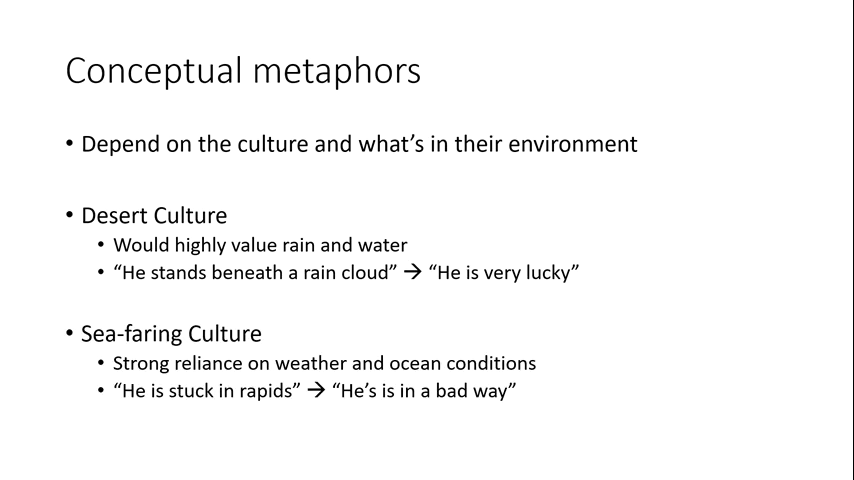 Conceptual metaphors
• Depend on the culture and what’s in their environment
• Desert Culture
• Would highly value rain and water
• “He stands beneath a rain cloud” → “He is very lucky”
• Sea-faring Culture
• Strong reliance on weather and ocean conditions
• “He is stuck in rapids” → “He’s is in a bad way”